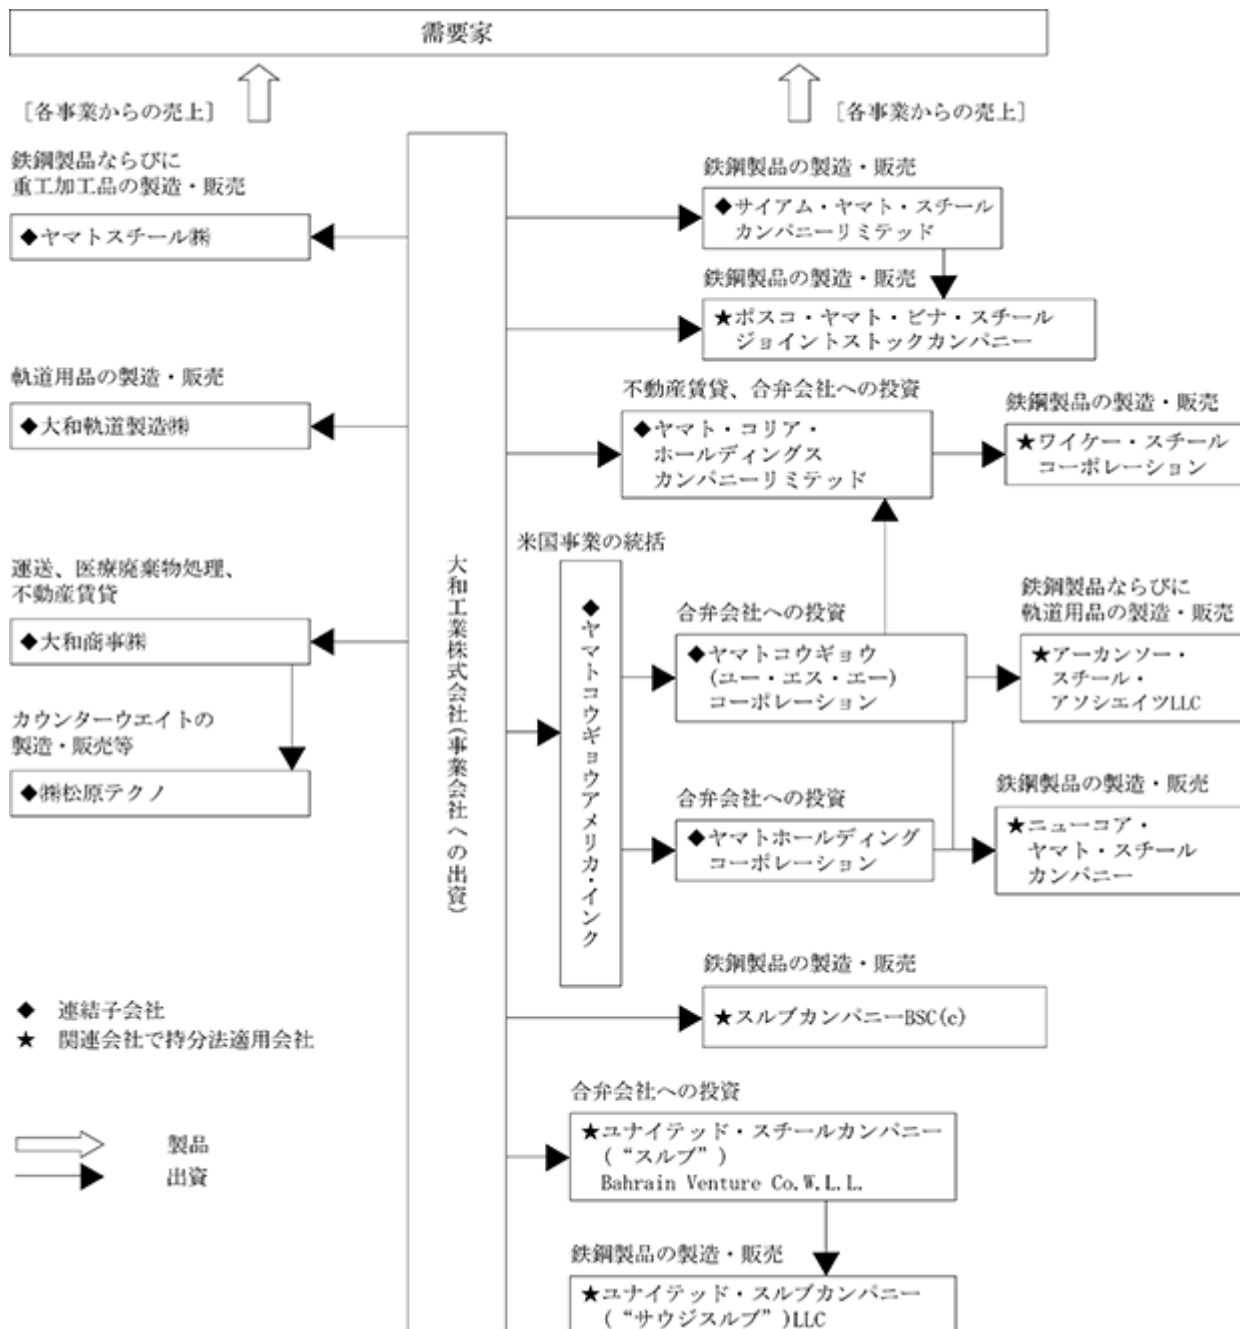 需要家
[各事業からの売上]
[各事業からの売上]
鉄鋼製品ならびに
重工加工品の製造・販売
◆ヤマトスチール㈱
軌道用品の製造・販売
◆大和軌道製造㈱
運送、医療廃棄物処理、
不動産賃貸
◆大和商事㈱
カウンターウエイトの
製造・販売等
◆㈱松原テクノ
◆ 連結子会社
★ 関連会社で持分法適用会社
製品
出資
大和工業株式会社(事業会社への出資)
鉄鋼製品の製造・販売
◆サイアム・ヤマト・スチール
カンパニーリミテッド
鉄鋼製品の製造・販売
★ポスコ・ヤマト・ビナ・スチール
ジョイントストックカンパニー
不動産賃貸、合弁会社への投資
◆ヤマト・コリア・
ホールディングス
カンパニーリミテッド
鉄鋼製品の製造・販売
★ワイケー・スチール
コーポレーション
米国事業の統括
◆ヤマトコウギョウアメリカ・インク
合弁会社への投資
◆ヤマトコウギョウ
(ユー・エス・エー)
コーポレーション
鉄鋼製品ならびに
軌道用品の製造・販売
★アーカンソー・
スチール・
アソシエイツLLC
合弁会社への投資
◆ヤマトホールディング
コーポレーション
鉄鋼製品の製造・販売
★ニューコア・
ヤマト・スチール
カンパニー
鉄鋼製品の製造・販売
★スルブカンパニーBSC(c)
合弁会社への投資
★ユナイテッド・スチールカンパニー
(“スルブ”)
Bahrain Venture Co.W.L.L.
鉄鋼製品の製造・販売
★ユナイテッド・スルブカンパニー
(“サウジスルブ”)LLC